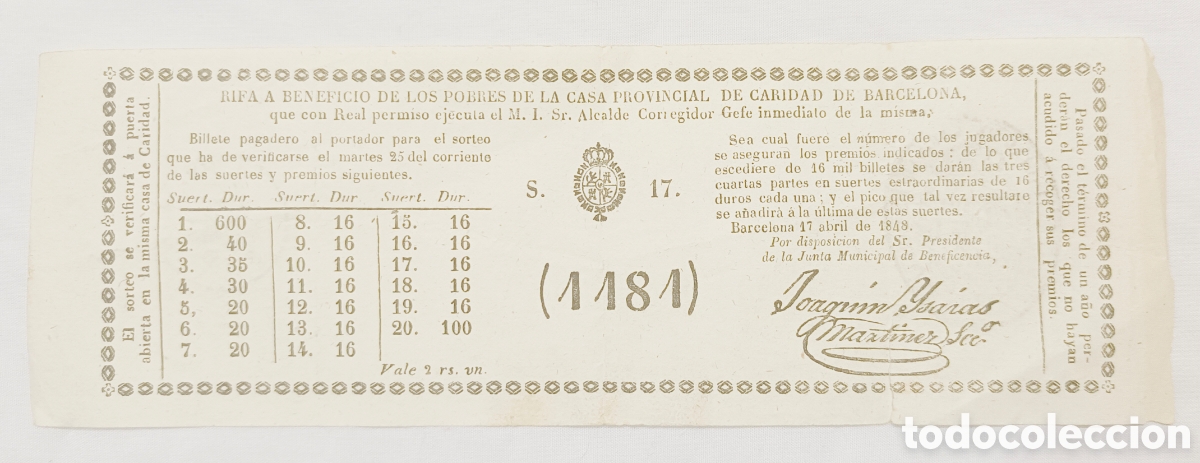 RIFA A BENEFICIO DE LOS POBRES DE LA CASA PROVINCIAL DE CARIDAD DE BARCELONA,
que con Real permiso ejecuta el M. I. Sr. Alcalde Corregidor Gefe inmediato de la misma,
El sorteo se verificará á puerta
abierta en la misma casa de Caridad.
Billete pagadero al portador para el sorteo
que ha de verificarse el martes 25 del corriente
de las suertes y premios siguientes.
Suert. Dur. Suert. Dur. Suert. Dur.
1. 600 8. 16 15. 16
2. 40 9. 16 16. 16
3. 35 10. 16 17. 16
4. 30 11. 16 18. 16
5, 20 12. 16 19. 16
6. 20 13. 16 20. 100
7. 20 14. 16
Vale 2 rs. vn.
S. 17.
(1181)
Sea cual fuere el número de los jugadores
se aseguran los premios indicados: de lo que
escediere de 16 mil billetes se darán las tres
cuartas partes en suertes estraordinarias de 16
duros cada una; y el pico que tal vez resultare
se añadirá á la última de estas suertes.
Barcelona 17 abril de 1848.
Por disposicion del Sr. Presidente
de la Junta Municipal de Beneficencia,
Joaquin Ysaias
Martinez Sec.º
Pasado el término de un año per-
derán el derecho los que no hayan
acudido á recoger sus premios.
todocoleccion